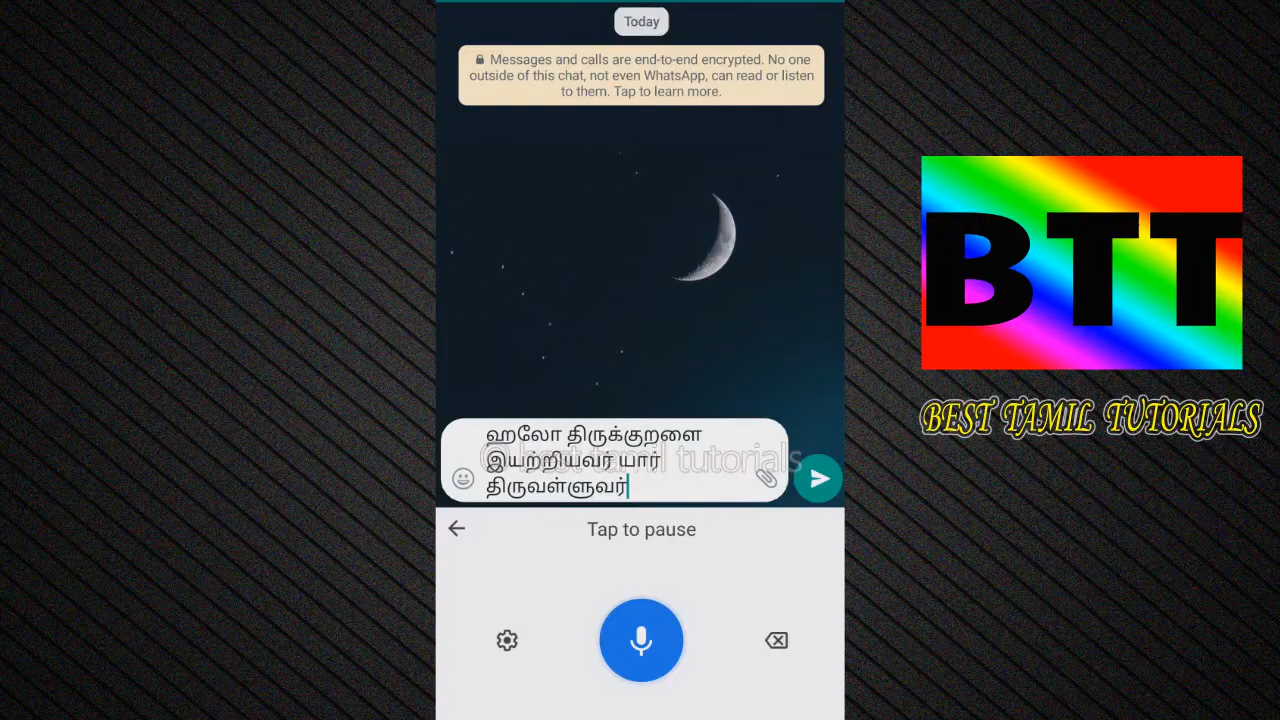 Today
Messages and calls are end-to-end encrypted. No one
outside of this chat, not even WhatsApp, can read or listen
to them. Tap to learn more.
BTT
BEST TAMIL TUTORIALS
ஹலோ திருக்குறளை
இயற்றியவர் யார்
© best tamil tutorials
திருவள்ளுவர்
Tap to pause